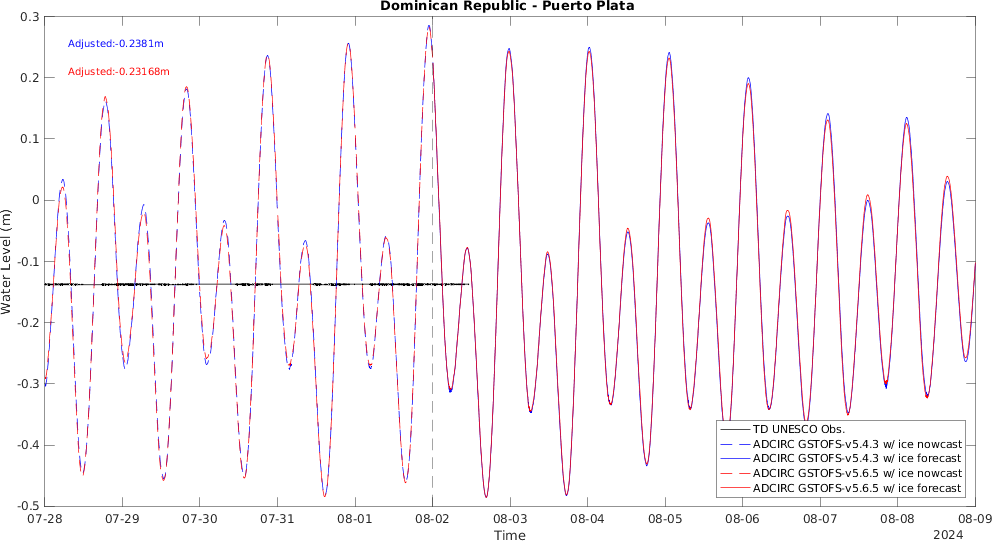 Dominican Republic - Puerto Plata
Adjusted:-0.2381m
Adjusted:-0.23168m
0.3
0.2
0.1
0
-0.1
-0.2
-0.3
-0.4
-0.5
Water Level (m)
TD UNESCO Obs.
ADCIRC GSTOFS-v5.4.3 w/ ice nowcast
ADCIRC GSTOFS-v5.4.3 w/ ice forecast
ADCIRC GSTOFS-v5.6.5 w/ ice nowcast
ADCIRC GSTOFS-v5.6.5 w/ ice forecast
07-28 07-29 07-30 07-31 08-01 08-02 08-03 08-04 08-05 08-06 08-07 08-08 08-09
Time
2024